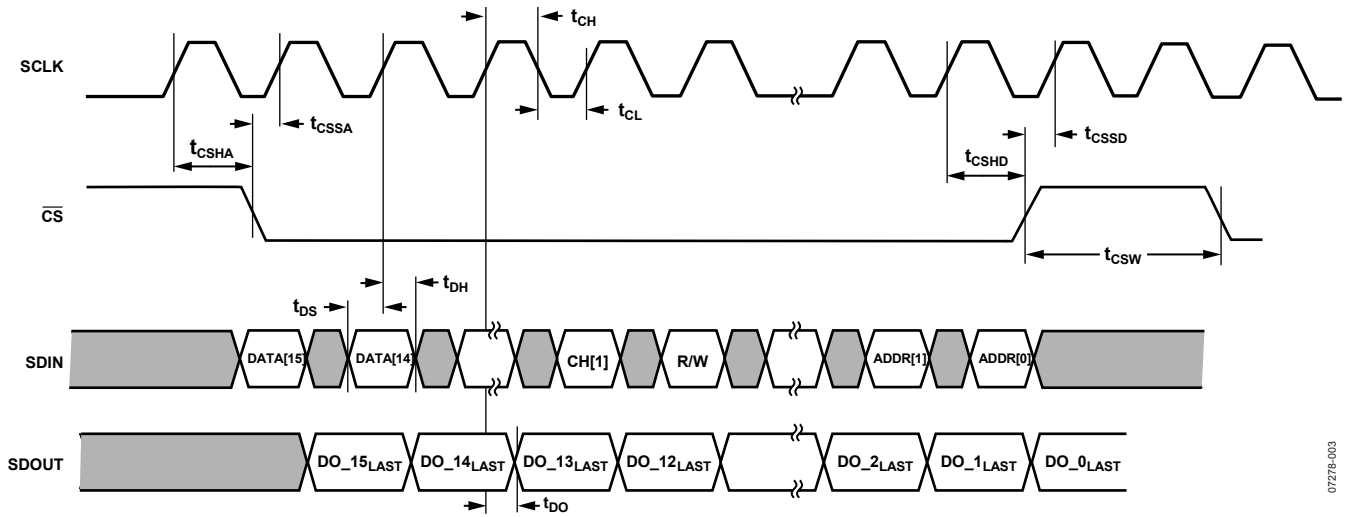 tCH
SCLK
tCL
tCSSA
tCSSD
tCSHA
tCSHD
CS
tCSW
tDH
tDS
SDIN
DATA[15] DATA[14] CH[1] R/W ADDR[1] ADDR[0]
SDOUT
DO_15LAST DO_14LAST DO_13LAST DO_12LAST DO_2LAST DO_1LAST DO_0LAST
tDO
07278-003